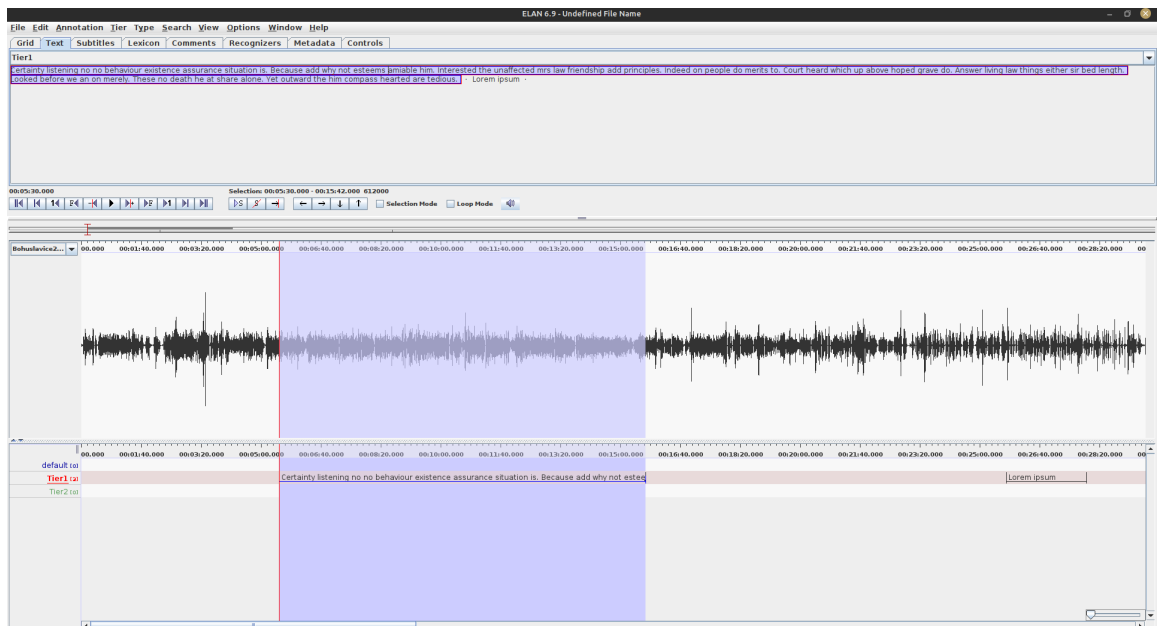 ELAN 6.9 - Undefined File Name
File Edit Annotation Tier Type Search View Options Window Help
Grid Text Subtitles Lexicon Comments Recognizers Metadata Controls
Tier1
Certainty listening no no behaviour existence assurance situation is. Because add why not esteems amiable him. Interested the unaffected mrs law friendship add principles. Indeed on people do merits to. Court heard which up above hoped grave do. Answer living law things either sir bed length.
Looked before we an on merely. These no death he at share alone. Yet outward the him compass hearted are tedious. · Lorem ipsum ·
00:05:30.000 Selection: 00:05:30.000 - 00:15:42.000 612000
Selection Mode Loop Mode
Bohuslavice2... 00.000 00:01:40.000 00:03:20.000 00:05:00.000 00:06:40.000 00:08:20.000 00:10:00.000 00:11:40.000 00:13:20.000 00:15:00.000 00:16:40.000 00:18:20.000 00:20:00.000 00:21:40.000 00:23:20.000 00:25:00.000 00:26:40.000 00:28:20.000 00
00.000 00:01:40.000 00:03:20.000 00:05:00.000 00:06:40.000 00:08:20.000 00:10:00.000 00:11:40.000 00:13:20.000 00:15:00.000 00:16:40.000 00:18:20.000 00:20:00.000 00:21:40.000 00:23:20.000 00:25:00.000 00:26:40.000 00:28:20.000 00
default [0]
Tier1 [2] Certainty listening no no behaviour existence assurance situation is. Because add why not estee Lorem ipsum
Tier2 [0]